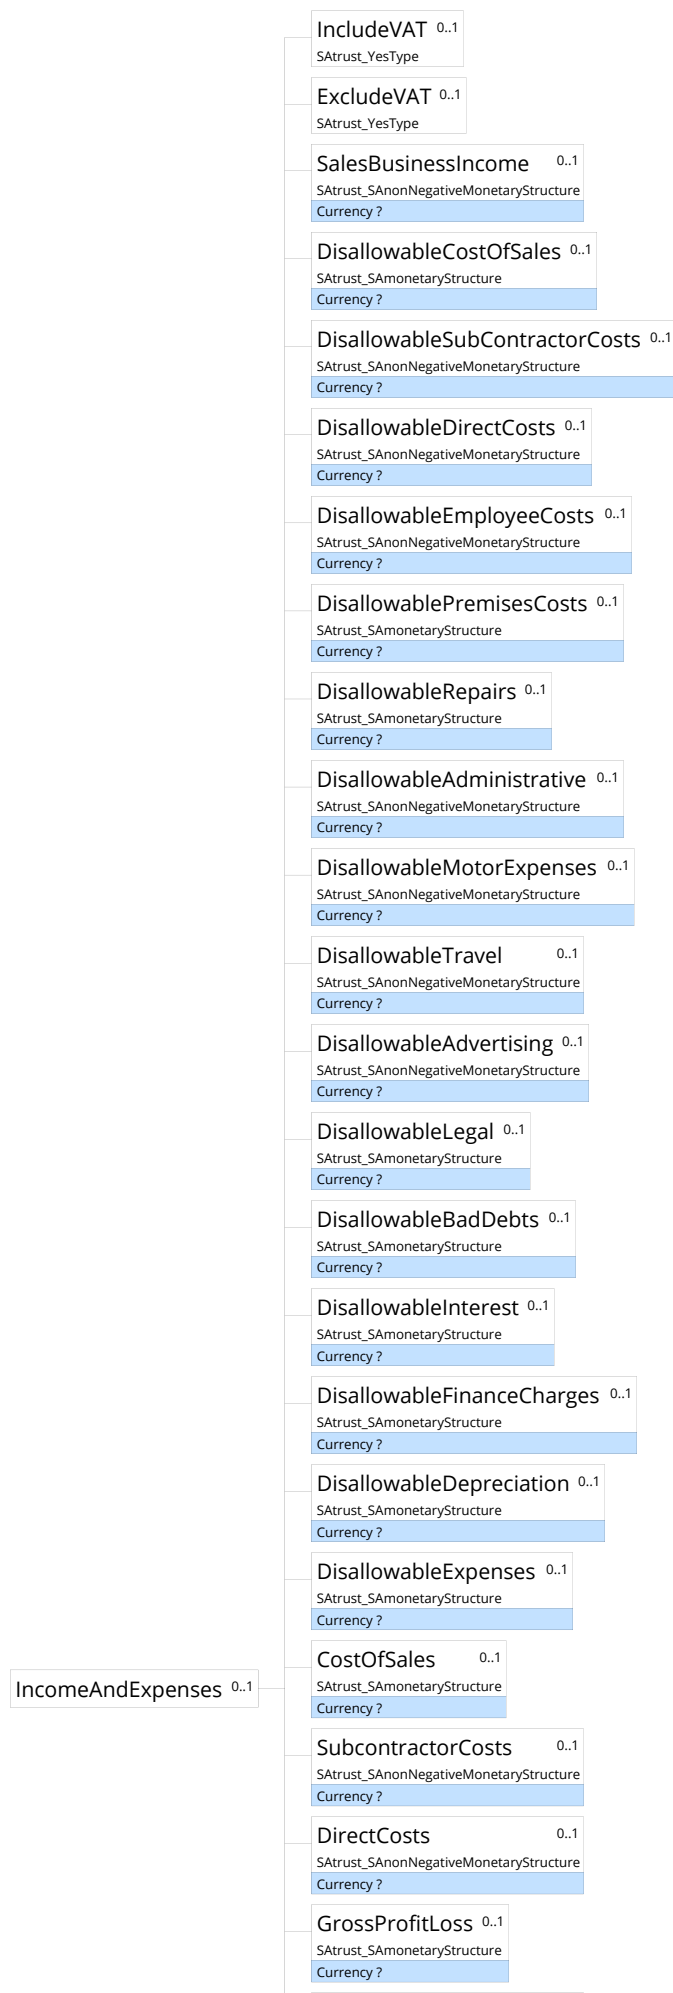 IncludeVAT 0..1
SAtrust_YesType
ExcludeVAT 0..1
SAtrust_YesType
SalesBusinessIncome 0..1
SAtrust_SAnonNegativeMonetaryStructure
Currency ?
DisallowableCostOfSales 0..1
SAtrust_SAmonetaryStructure
Currency ?
DisallowableSubContractorCosts 0..1
SAtrust_SAnonNegativeMonetaryStructure
Currency ?
DisallowableDirectCosts 0..1
SAtrust_SAnonNegativeMonetaryStructure
Currency ?
DisallowableEmployeeCosts 0..1
SAtrust_SAnonNegativeMonetaryStructure
Currency ?
DisallowablePremisesCosts 0..1
SAtrust_SAmonetaryStructure
Currency ?
DisallowableRepairs 0..1
SAtrust_SAmonetaryStructure
Currency ?
DisallowableAdministrative 0..1
SAtrust_SAnonNegativeMonetaryStructure
Currency ?
DisallowableMotorExpenses 0..1
SAtrust_SAnonNegativeMonetaryStructure
Currency ?
DisallowableTravel 0..1
SAtrust_SAnonNegativeMonetaryStructure
Currency ?
DisallowableAdvertising 0..1
SAtrust_SAnonNegativeMonetaryStructure
Currency ?
DisallowableLegal 0..1
SAtrust_SAmonetaryStructure
Currency ?
DisallowableBadDebts 0..1
SAtrust_SAmonetaryStructure
Currency ?
DisallowableInterest 0..1
SAtrust_SAmonetaryStructure
Currency ?
DisallowableFinanceCharges 0..1
SAtrust_SAmonetaryStructure
Currency ?
DisallowableDepreciation 0..1
SAtrust_SAmonetaryStructure
Currency ?
DisallowableExpenses 0..1
SAtrust_SAmonetaryStructure
Currency ?
IncomeAndExpenses 0..1
CostOfSales 0..1
SAtrust_SAmonetaryStructure
Currency ?
SubcontractorCosts 0..1
SAtrust_SAnonNegativeMonetaryStructure
Currency ?
DirectCosts 0..1
SAtrust_SAnonNegativeMonetaryStructure
Currency ?
GrossProfitLoss 0..1
SAtrust_SAmonetaryStructure
Currency ?